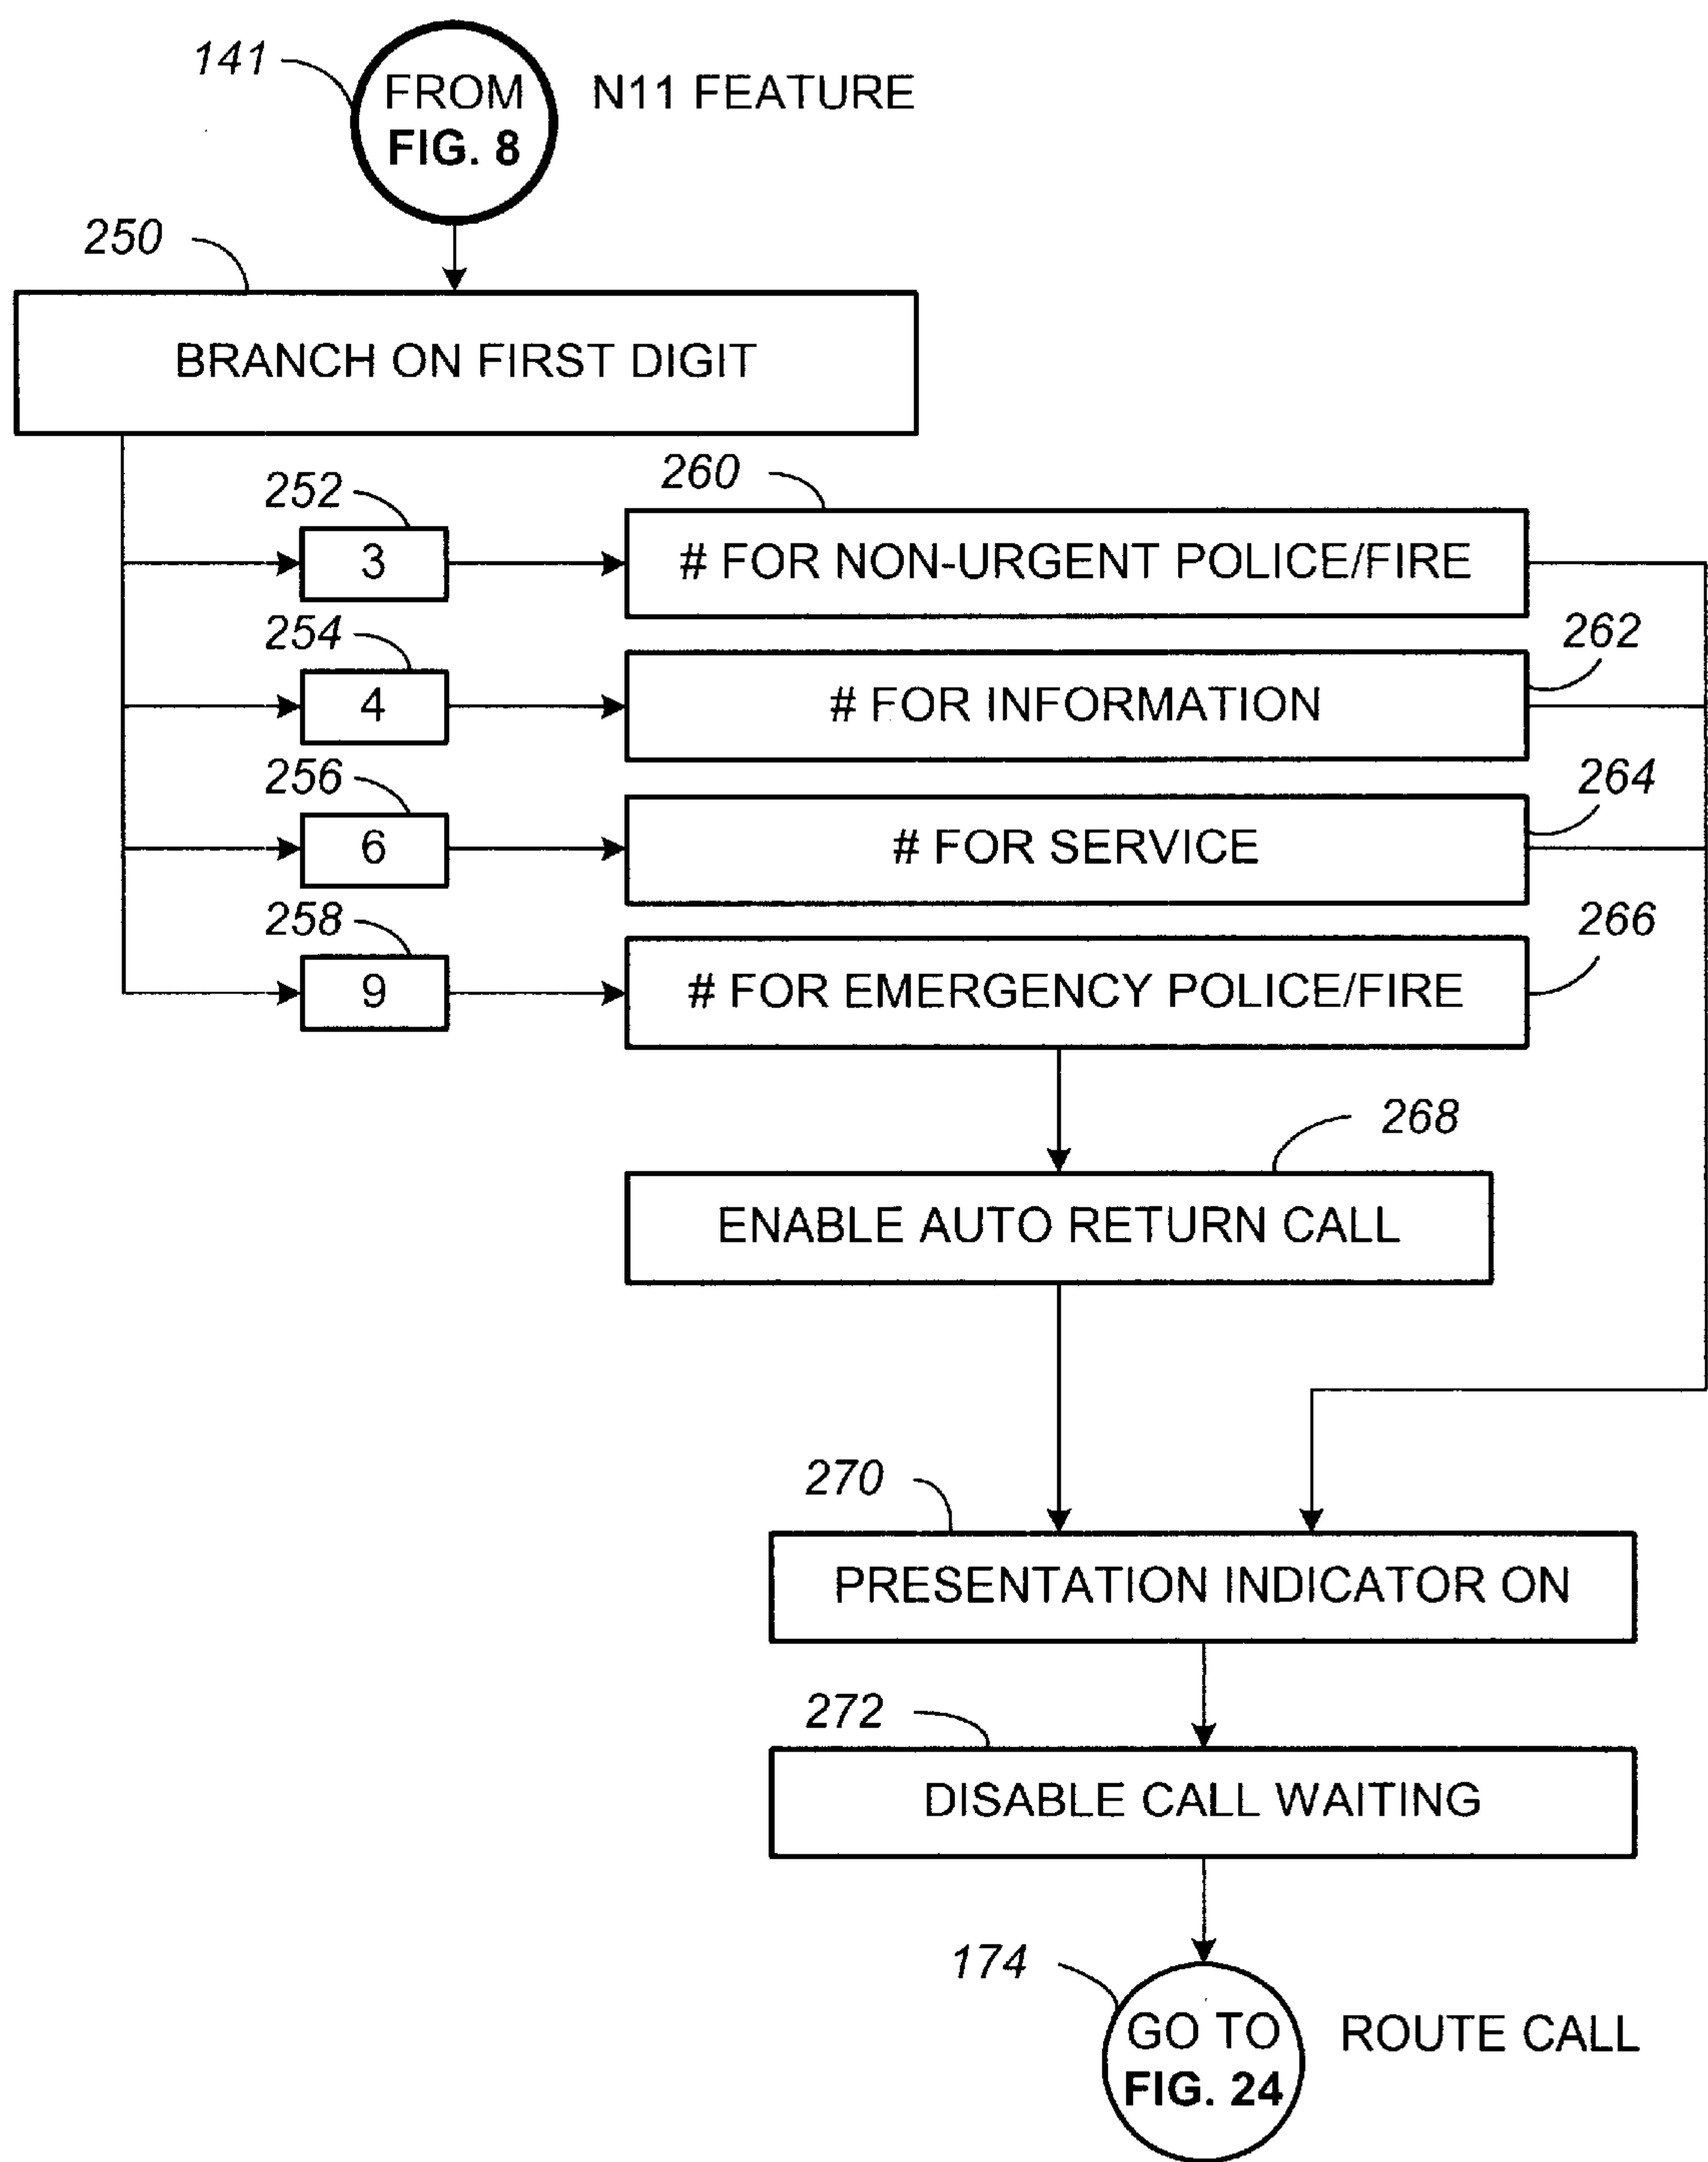 141
FROM
FIG. 8
N11 FEATURE
250
BRANCH ON FIRST DIGIT
252
3
260
# FOR NON-URGENT POLICE/FIRE
254
4
# FOR INFORMATION
262
256
6
# FOR SERVICE
264
258
9
# FOR EMERGENCY POLICE/FIRE
266
268
ENABLE AUTO RETURN CALL
270
PRESENTATION INDICATOR ON
272
DISABLE CALL WAITING
174
GO TO
FIG. 24
ROUTE CALL